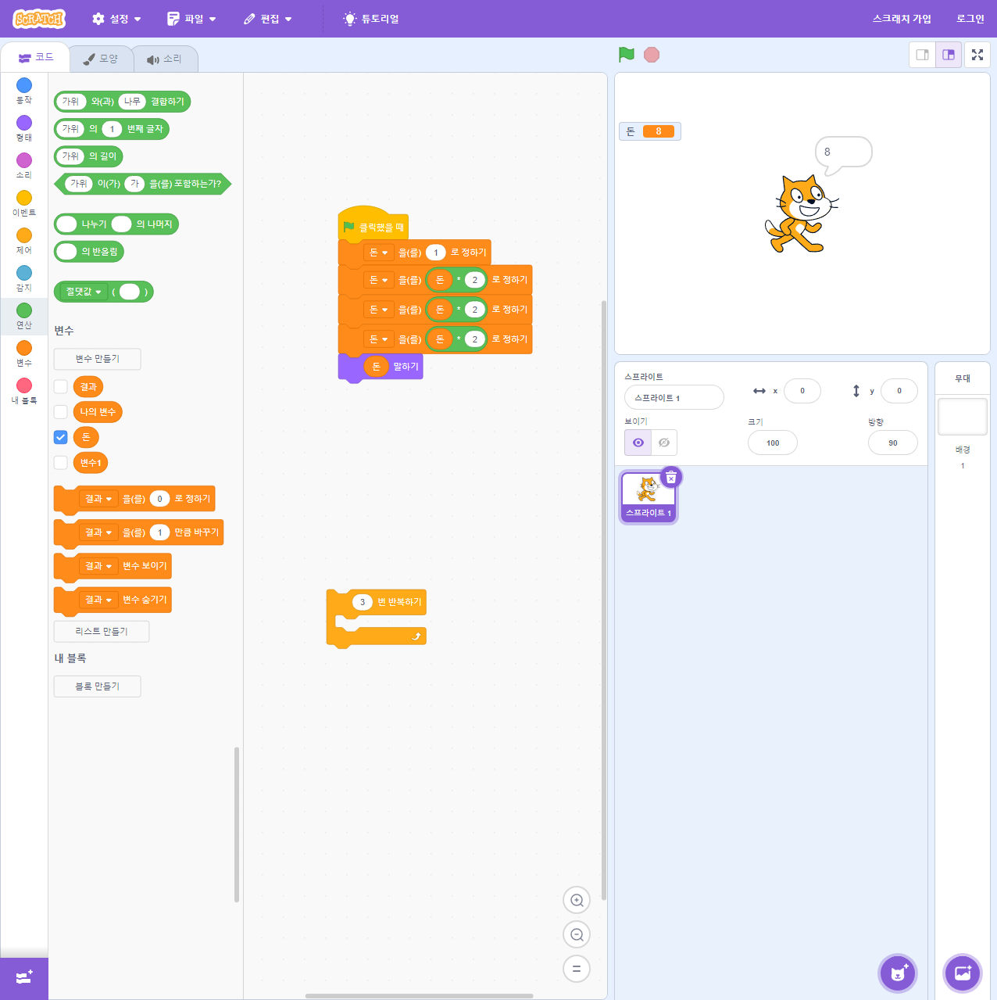 SCRATCH 설정 파일 편집 튜토리얼 스크래치 가입 로그인
코드 모양 소리
동작
형태
소리
이벤트
제어
감지
연산
변수
내 블록
가위 와(과) 나무 결합하기
가위 의 1 번째 글자
가위 의 길이
가위 이(가) 가 을(를) 포함하는가?
나누기 의 나머지
의 반올림
절댓값 ( )
변수
변수 만들기
결과
나의 변수
돈
변수1
결과 을(를) 0 로 정하기
결과 을(를) 1 만큼 바꾸기
결과 변수 보이기
결과 변수 숨기기
리스트 만들기
내 블록
블록 만들기
클릭했을 때
돈 을(를) 1 로 정하기
돈 을(를) 돈 * 2 로 정하기
돈 을(를) 돈 * 2 로 정하기
돈 을(를) 돈 * 2 로 정하기
돈 말하기
3 번 반복하기
돈 8
8
스프라이트
스프라이트 1
x 0 y 0
보이기 크기 방향
100 90
스프라이트 1
무대
배경
1